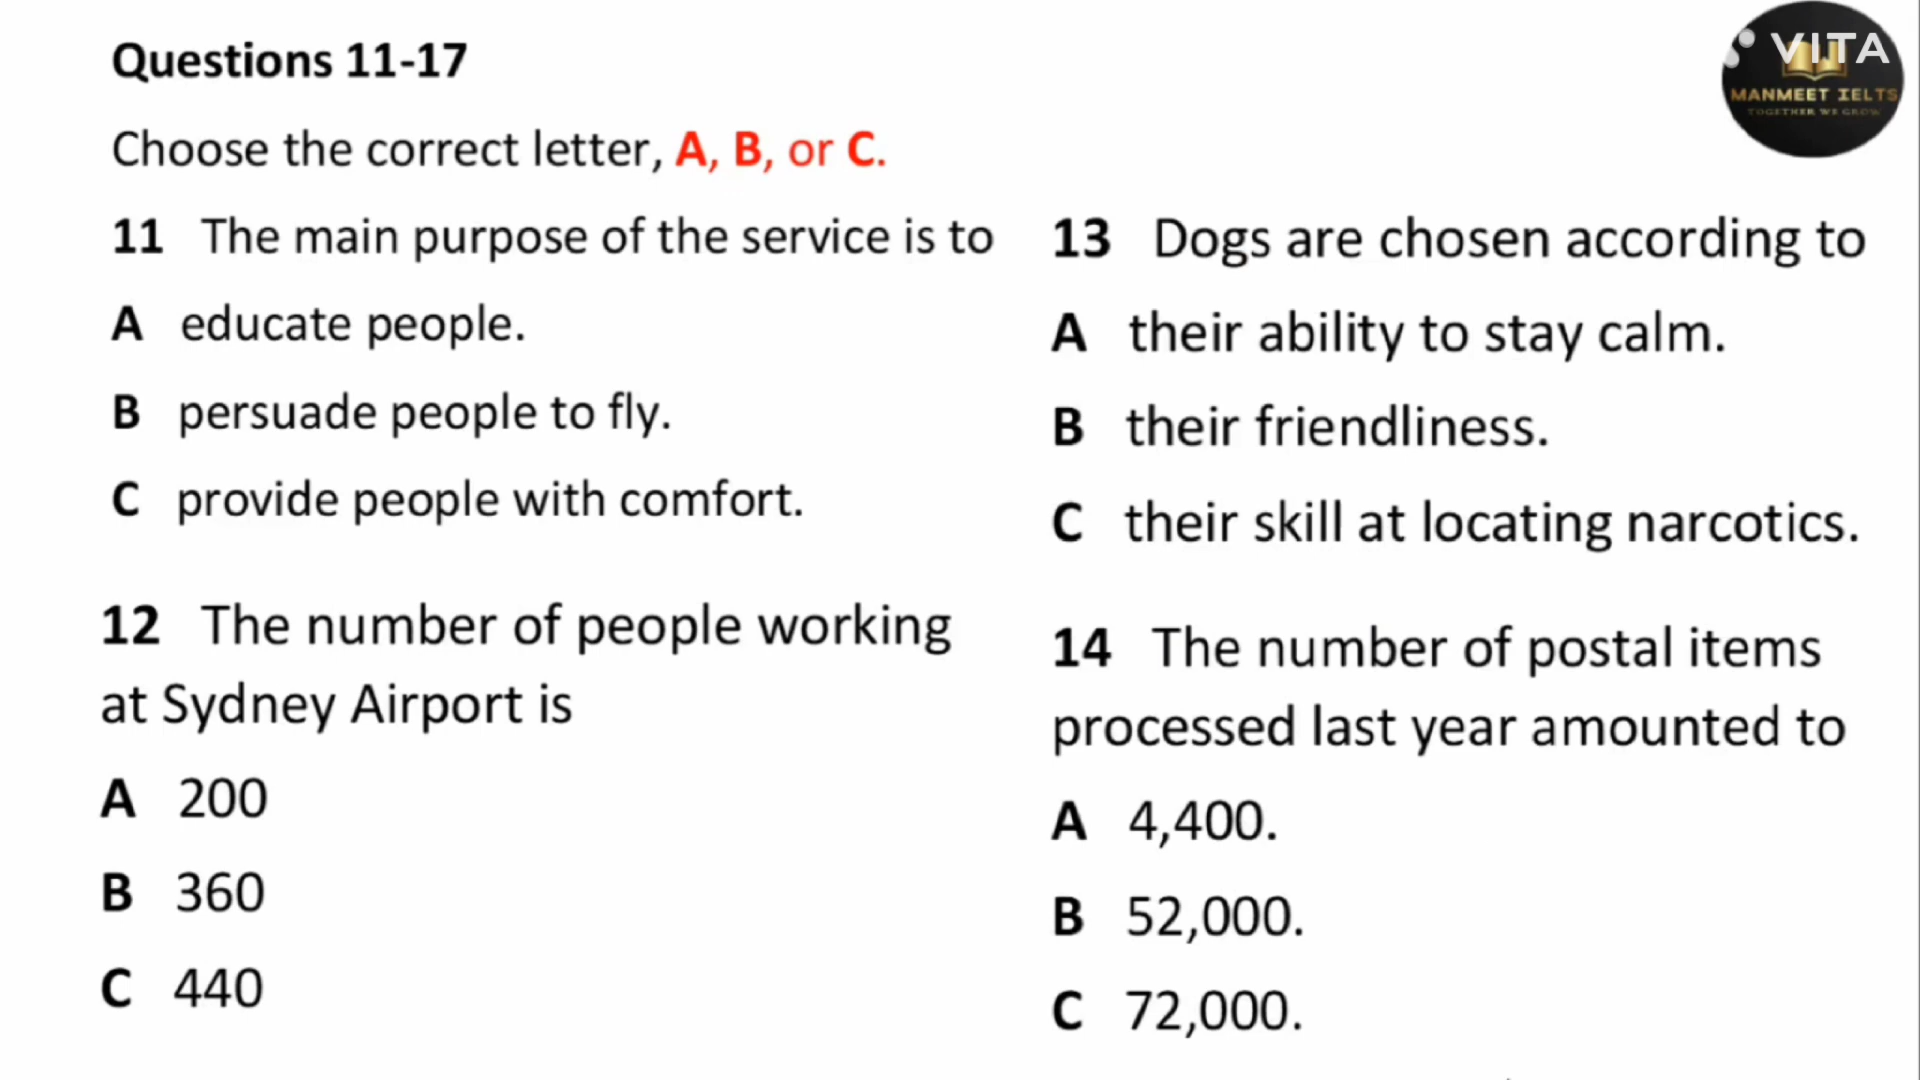 Questions 11-17
Choose the correct letter, A, B, or C.
11 The main purpose of the service is to
A educate people.
B persuade people to fly.
C provide people with comfort.
12 The number of people working
at Sydney Airport is
A 200
B 360
C 440
VITA
MANMEET IELTS
TOGETHER WE GROW
13 Dogs are chosen according to
A their ability to stay calm.
B their friendliness.
C their skill at locating narcotics.
14 The number of postal items
processed last year amounted to
A 4,400.
B 52,000.
C 72,000.